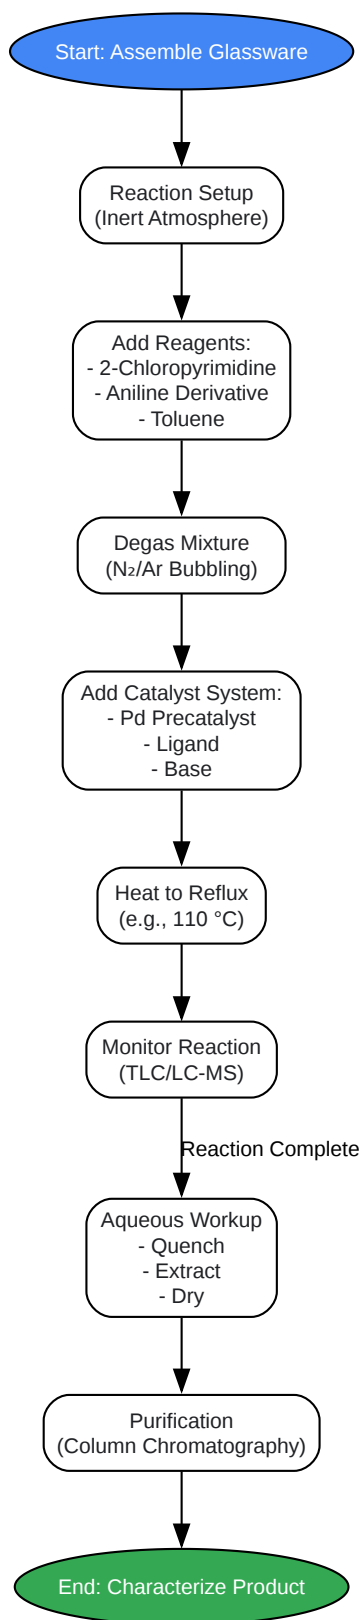 Start: Assemble Glassware
Reaction Setup
(Inert Atmosphere)
Add Reagents:
- 2-Chloropyrimidine
- Aniline Derivative
- Toluene
Degas Mixture
(N₂/Ar Bubbling)
Add Catalyst System:
- Pd Precatalyst
- Ligand
- Base
Heat to Reflux
(e.g., 110 °C)
Monitor Reaction
(TLC/LC-MS)
Reaction Complete
Aqueous Workup
- Quench
- Extract
- Dry
Purification
(Column Chromatography)
End: Characterize Product